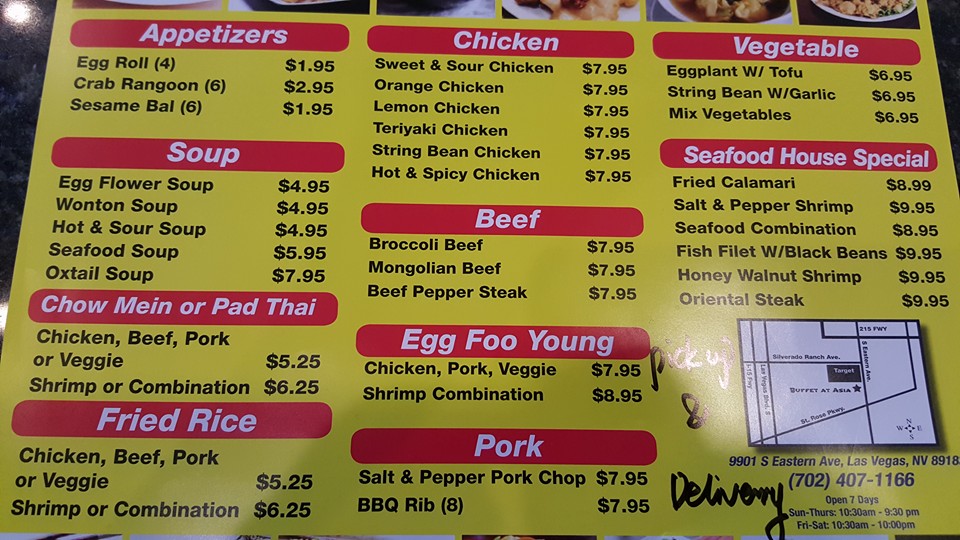 Appetizers
Egg Roll (4) $1.95
Crab Rangoon (6) $2.95
Sesame Bal (6) $1.95
Soup
Egg Flower Soup $4.95
Wonton Soup $4.95
Hot & Sour Soup $4.95
Seafood Soup $5.95
Oxtail Soup $7.95
Chow Mein or Pad Thai
Chicken, Beef, Pork
or Veggie $5.25
Shrimp or Combination $6.25
Fried Rice
Chicken, Beef, Pork
or Veggie $5.25
Shrimp or Combination $6.25
Chicken
Sweet & Sour Chicken $7.95
Orange Chicken $7.95
Lemon Chicken $7.95
Teriyaki Chicken $7.95
String Bean Chicken $7.95
Hot & Spicy Chicken $7.95
Beef
Broccoli Beef $7.95
Mongolian Beef $7.95
Beef Pepper Steak $7.95
Egg Foo Young
Chicken, Pork, Veggie $7.95
Shrimp Combination $8.95
Pork
Salt & Pepper Pork Chop $7.95
BBQ Rib (8) $7.95
Vegetable
Eggplant W/ Tofu $6.95
String Bean W/Garlic $6.95
Mix Vegetables $6.95
Seafood House Special
Fried Calamari $8.99
Salt & Pepper Shrimp $9.95
Seafood Combination $8.95
Fish Filet W/Black Beans $9.95
Honey Walnut Shrimp $9.95
Oriental Steak $9.95
pick up
&
Delivery
215 FWY
Silverado Ranch Ave.
S Eastern Ave.
I-15 Fwy
Las Vegas Blvd. S
Target
Buffet at Asia
St. Rose Pkwy.
N
W E
S
9901 S Eastern Ave, Las Vegas, NV 89183
(702) 407-1166
Open 7 Days
Sun-Thurs: 10:30am - 9:30 pm
Fri-Sat: 10:30am - 10:00pm